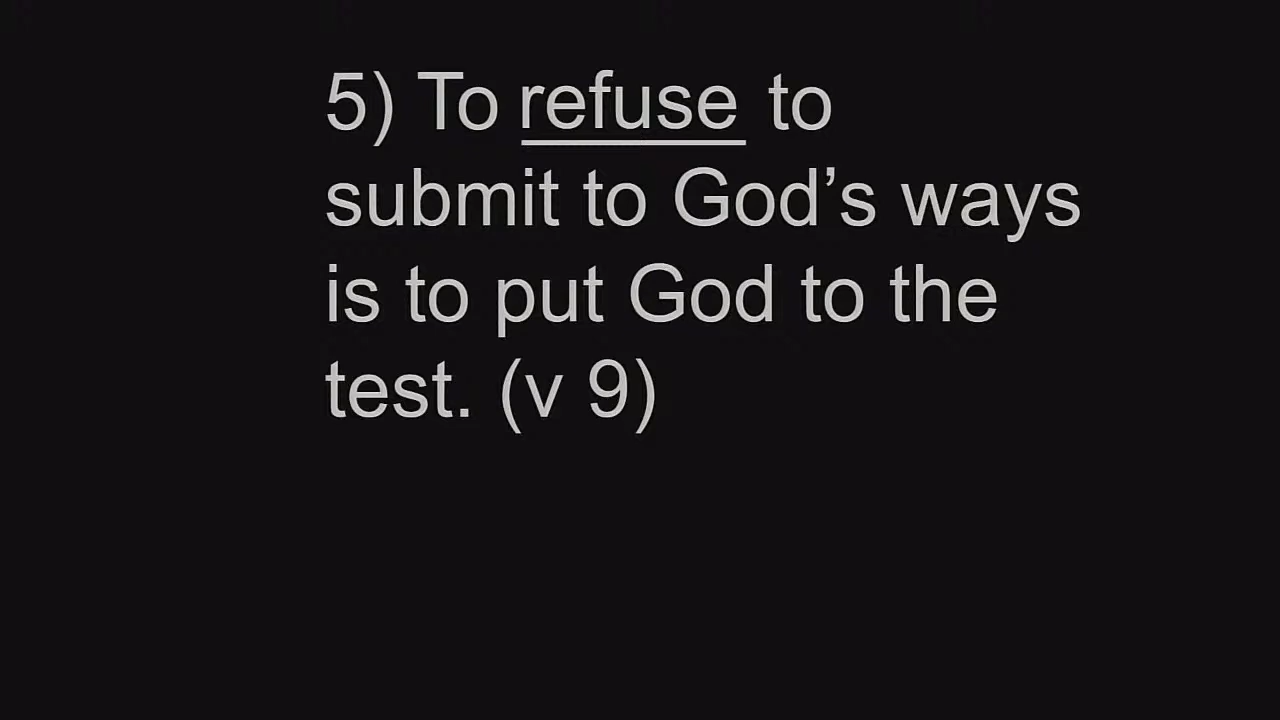 5) To refuse to
submit to God’s ways
is to put God to the
test. (v 9)